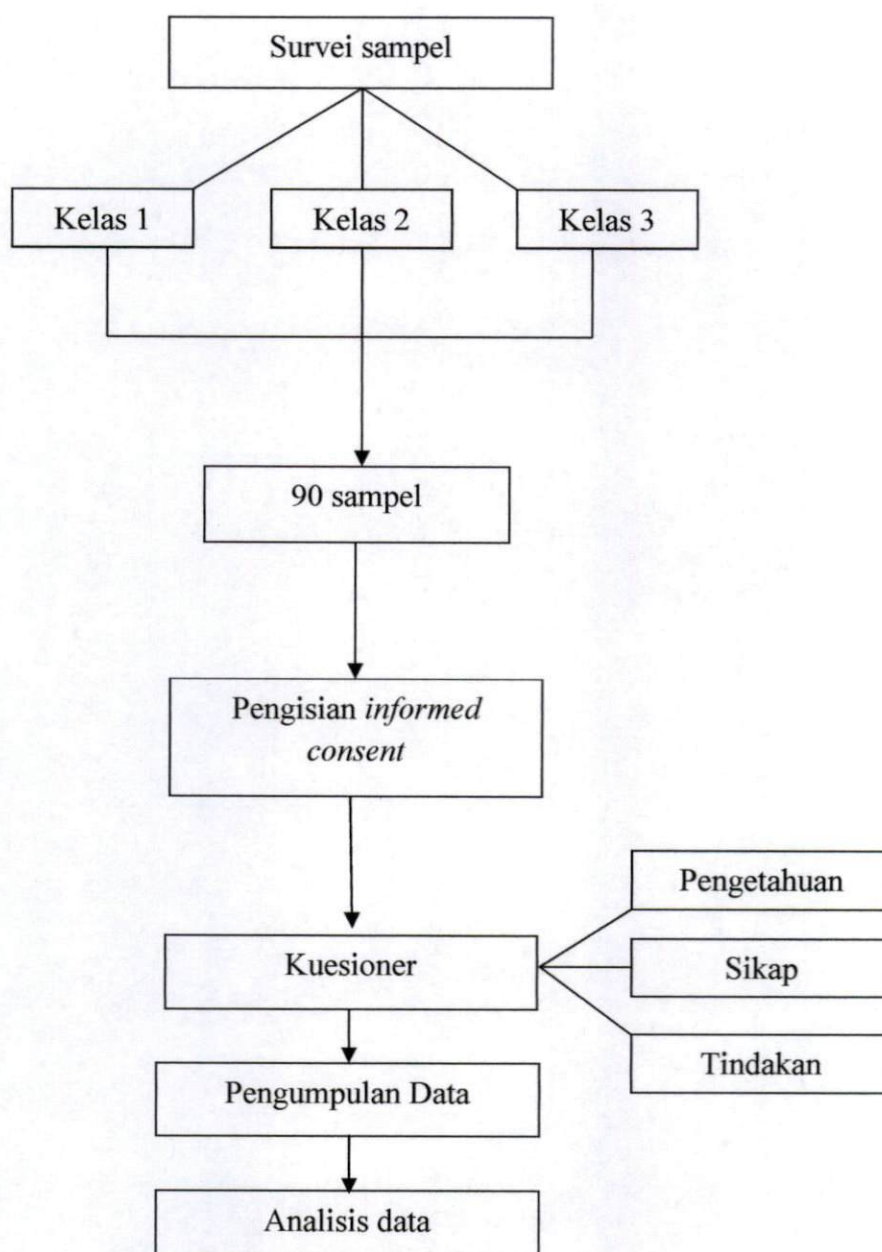 Survei sampel
Kelas 1
Kelas 2
Kelas 3
90 sampel
Pengisian informed
consent
Pengetahuan
Kuesioner
Sikap
Tindakan
Pengumpulan Data
Analisis data